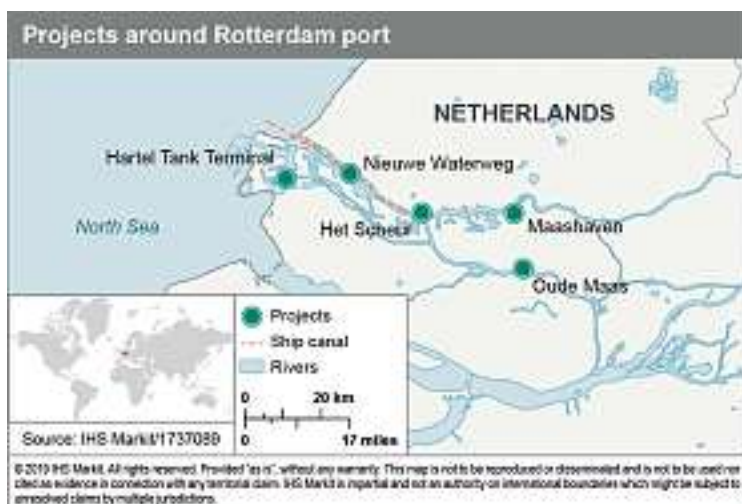 Projects around Rotterdam port
NETHERLANDS
Hartel Tank Terminal
Nieuwe Waterweg
North Sea
Het Scheur
Maashaven
Oude Maas
Projects
Ship canal
Rivers
0 20 km
0 17 miles
Source: IHS Markit/1737089
© 2019 IHS Markit. All rights reserved. Provided "as is", without any warranty. This map is not to be reproduced or disseminated and is not to be used nor
cited as evidence in connection with any territorial claim. IHS Markit is impartial and not an authority on international boundaries which might be subject to
unresolved claims by multiple jurisdictions.